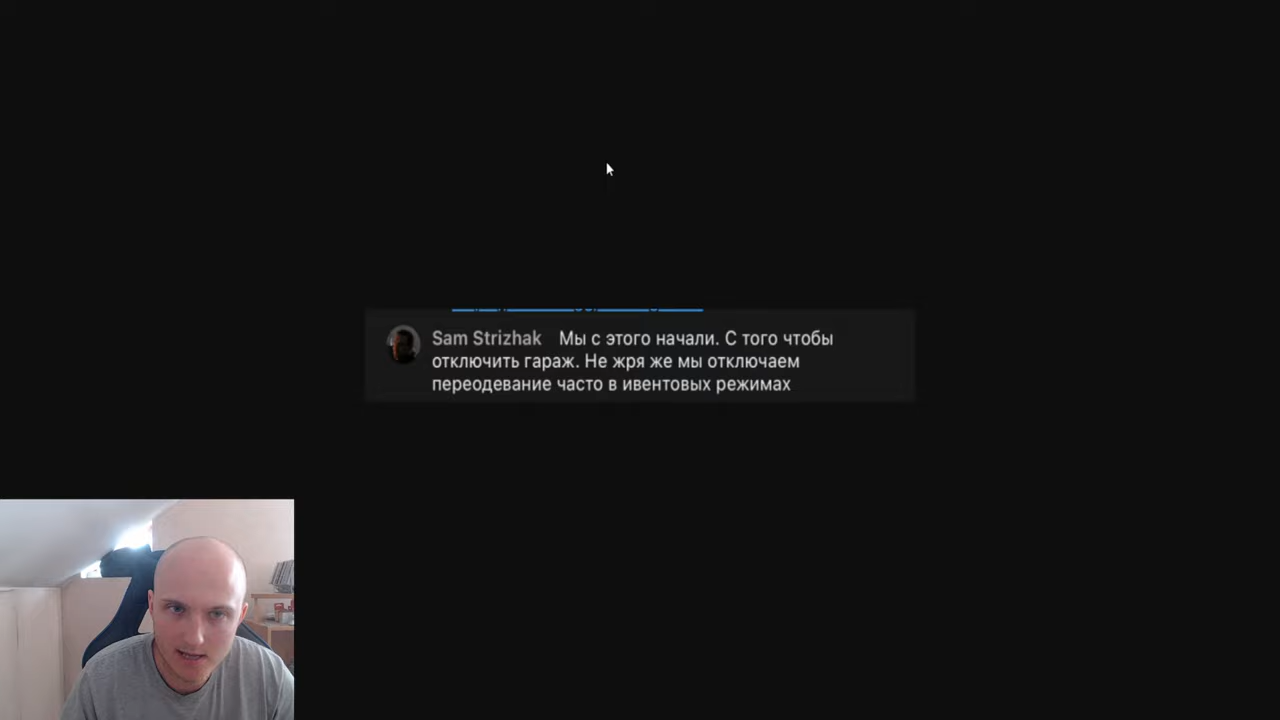 Sam Strizhak Мы с этого начали. С того чтобы
отключить гараж. Не жря же мы отключаем
переодевание часто в ивентовых режимах